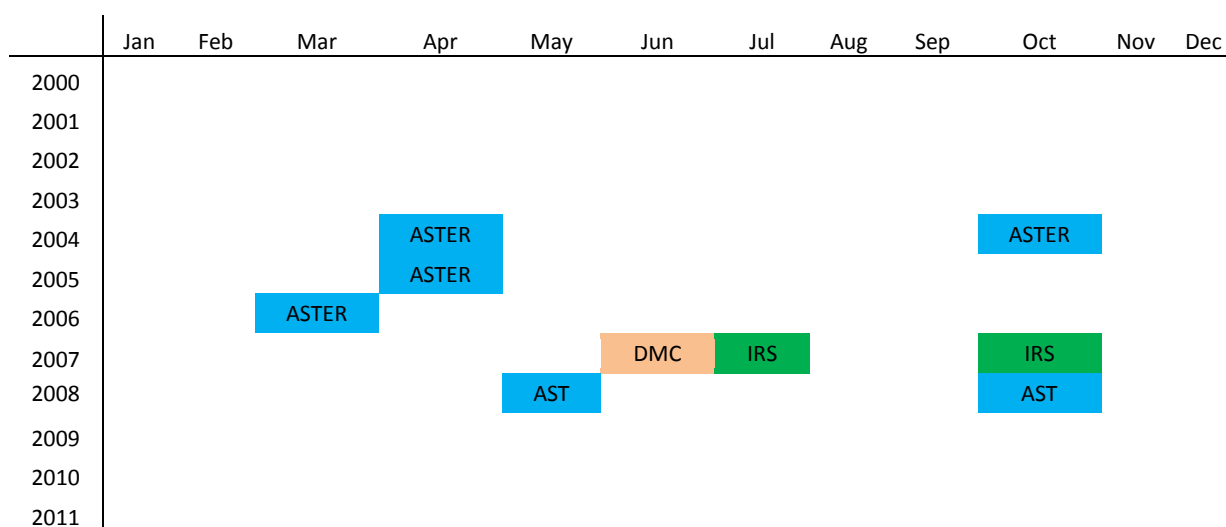 Jan Feb Mar Apr May Jun Jul Aug Sep Oct Nov Dec
2000
2001
2002
2003
2004 ASTER ASTER
2005 ASTER
2006 ASTER
2007 DMC IRS IRS
2008 AST AST
2009
2010
2011